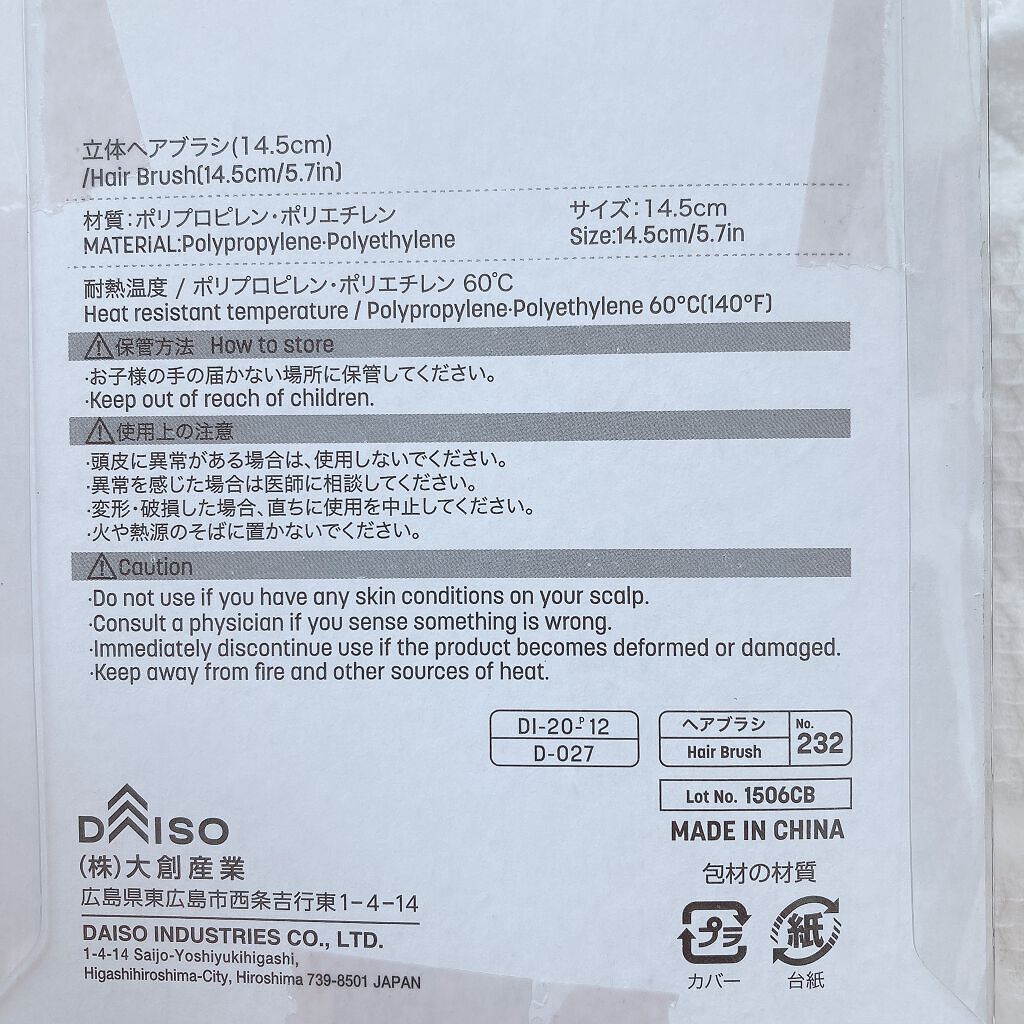 立体ヘアブラシ(14.5cm)
/Hair Brush(14.5cm/5.7in)
材質:ポリプロピレン・ポリエチレン
MATERiAL:Polypropylene·Polyethylene
サイズ:14.5cm
Size:14.5cm/5.7in
耐熱温度 / ポリプロピレン・ポリエチレン 60℃
Heat resistant temperature / Polypropylene·Polyethylene 60°C(140°F)
保管方法 How to store
·お子様の手の届かない場所に保管してください。
·Keep out of reach of children.
使用上の注意
·頭皮に異常がある場合は、使用しないでください。
·異常を感じた場合は医師に相談してください。
·変形・破損した場合、直ちに使用を中止してください。
·火や熱源のそばに置かないでください。
Caution
·Do not use if you have any skin conditions on your scalp.
·Consult a physician if you sense something is wrong.
·Immediately discontinue use if the product becomes deformed or damaged.
·Keep away from fire and other sources of heat.
DI-20-P 12
D-027
ヘアブラシ
Hair Brush
No.
232
Lot No. 1506CB
MADE IN CHINA
DAISO
(株)大創産業
広島県東広島市西条吉行東1-4-14
DAISO INDUSTRIES CO., LTD.
1-4-14 Saijo-Yoshiyukihigashi,
Higashihiroshima-City, Hiroshima 739-8501 JAPAN
包材の材質
プラ
紙
カバー
台紙